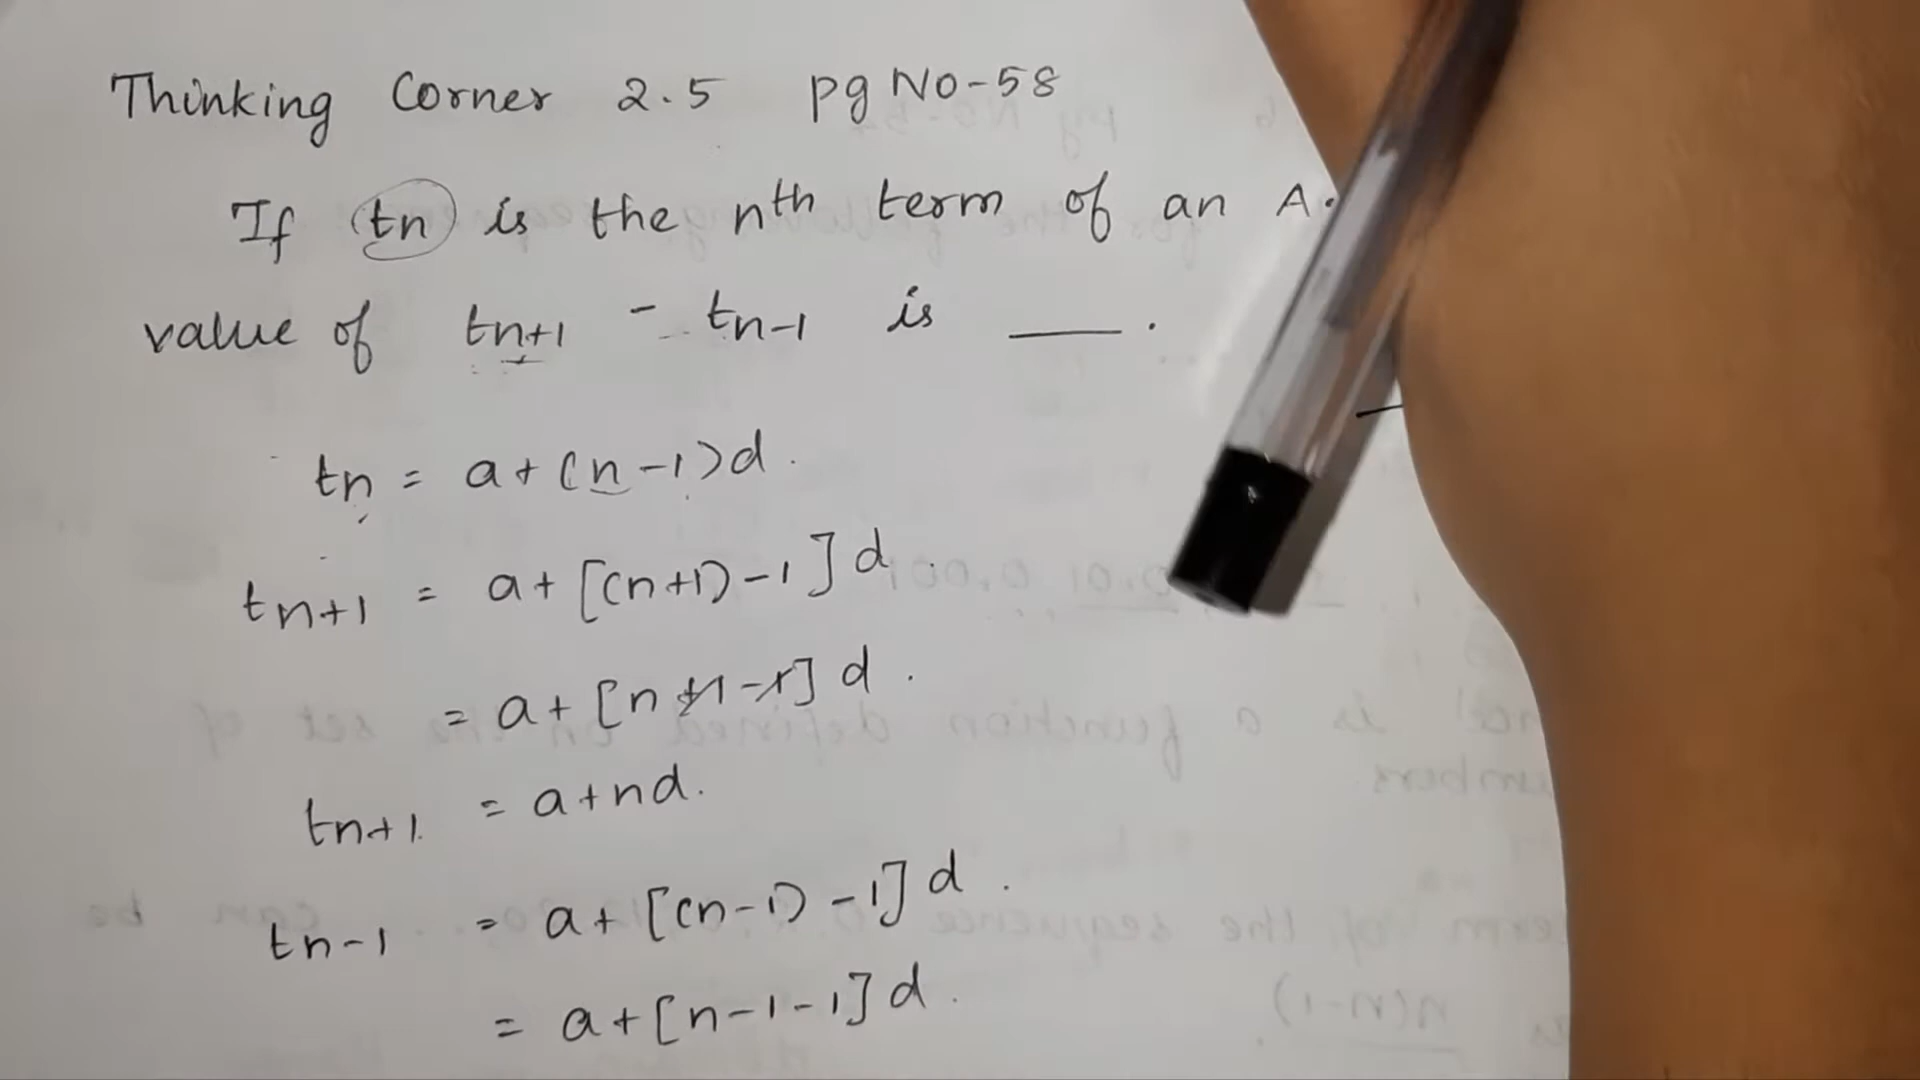 Thinking Corner 2.5 pg No-58
If tn is the nth term of an A.
value of tn+1 - tn-1 is ___.
tn = a+(n-1)d.
tn+1 = a+[(n+1)-1]d.
= a+[n+1-1]d.
tn+1 = a+nd.
tn-1 = a+[(n-1)-1]d.
= a+[n-1-1]d.